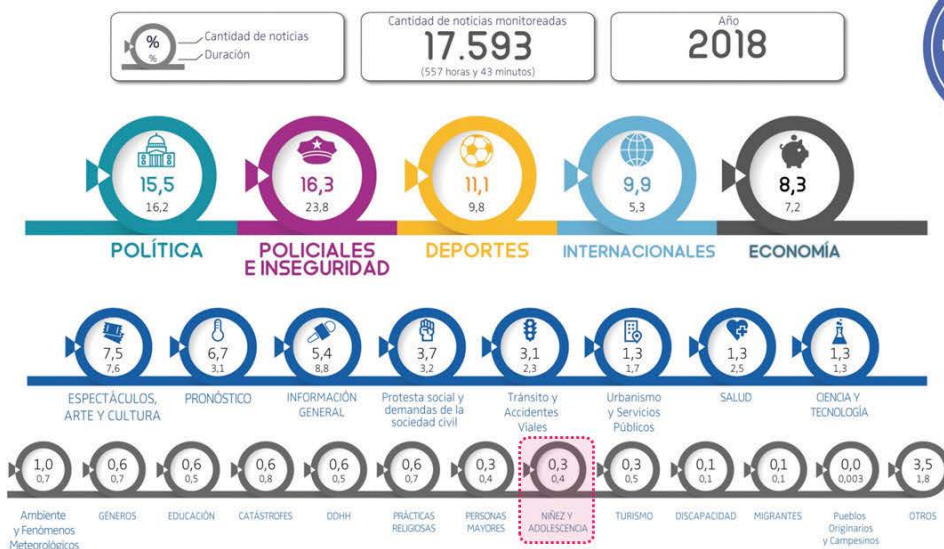 %
%
Cantidad de noticias
Duración
Cantidad de noticias monitoreadas
17.593
(557 horas y 43 minutos)
Año
2018
15,5
16,2
POLÍTICA
16,3
23,8
POLICIALES
E INSEGURIDAD
11,1
9,8
DEPORTES
9,9
5,3
INTERNACIONALES
8,3
7,2
ECONOMÍA
7,5
7,6
ESPECTÁCULOS,
ARTE Y CULTURA
6,7
3,1
PRONÓSTICO
5,4
8,8
INFORMACIÓN
GENERAL
3,7
3,2
Protesta social y
demandas de la
sociedad civil
3,1
2,3
Tránsito y
Accidentes
Viales
1,3
1,7
Urbanismo
y Servicios
Públicos
1,3
2,5
SALUD
1,3
1,3
CIENCIA Y
TECNOLOGÍA
1,0
0,7
Ambiente
y Fenómenos
Meteorológicos
0,6
0,7
GÉNEROS
0,6
0,5
EDUCACIÓN
0,6
0,8
CATÁSTROFES
0,6
0,5
DDHH
0,6
0,7
PRÁCTICAS
RELIGIOSAS
0,3
0,4
PERSONAS
MAYORES
0,3
0,4
NIÑEZ Y
ADOLESCENCIA
0,3
0,5
TURISMO
0,1
0,1
DISCAPACIDAD
0,1
0,1
MIGRANTES
0,0
0,003
Pueblos
Originarios
y Campesinos
3,5
1,8
OTROS